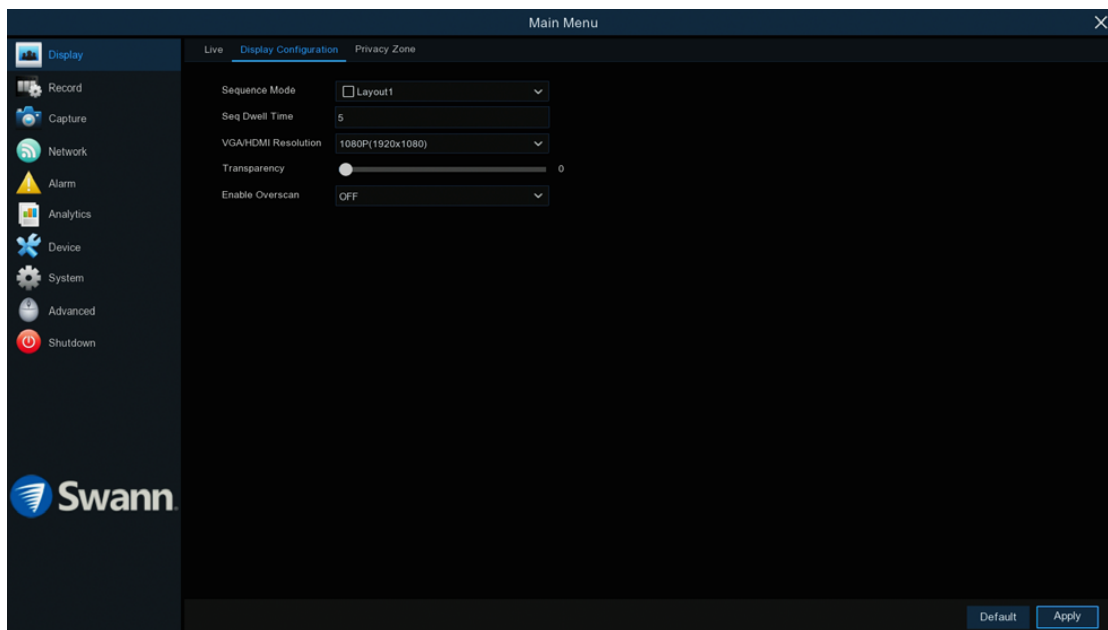 Main Menu
Display
Record
Capture
Network
Alarm
Analytics
Device
System
Advanced
Shutdown
Swann
Live Display Configuration Privacy Zone
Sequence Mode Layout1
Seq Dwell Time 5
VGA/HDMI Resolution 1080P(1920x1080)
Transparency 0
Enable Overscan OFF
Default Apply